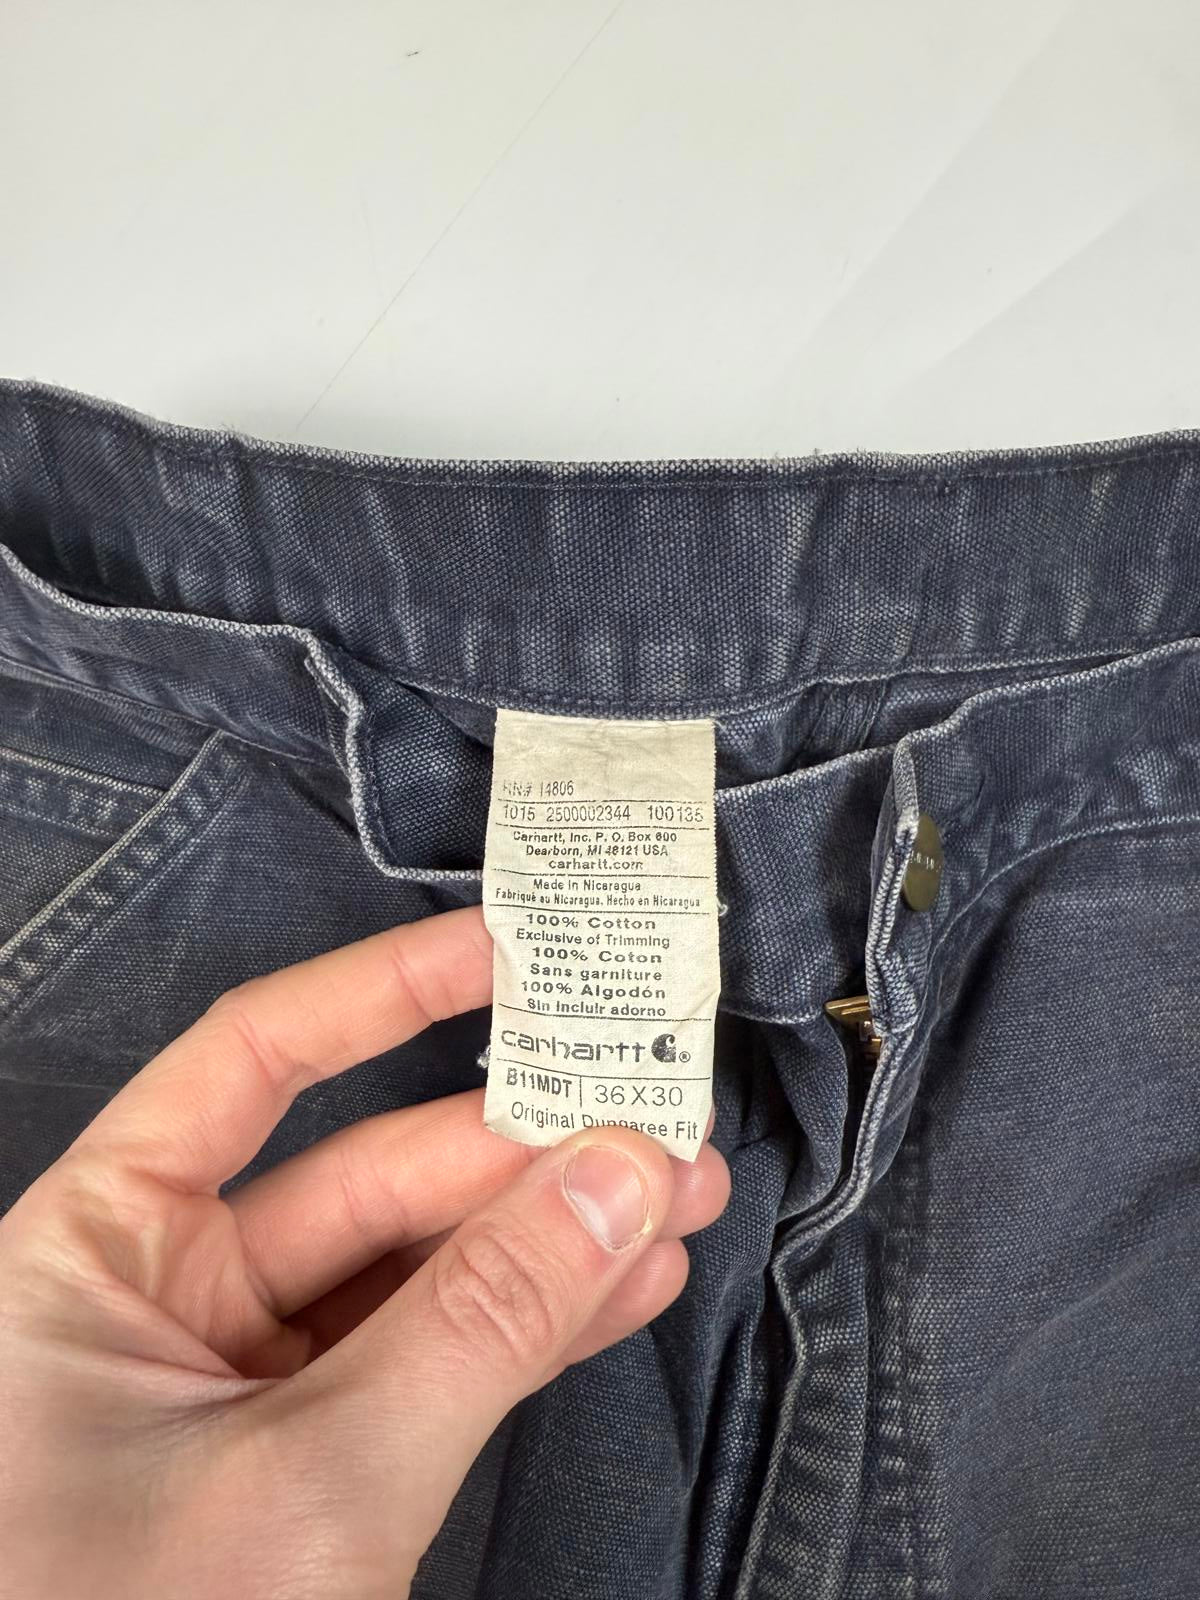 RN# 14806
1015 2500002344 100135
Carhartt, Inc. P. O. Box 600
Dearborn, MI 48121 USA
carhartt.com
Made in Nicaragua
Fabriqué au Nicaragua. Hecho en Nicaragua
100% Cotton
Exclusive of Trimming
100% Coton
Sans garniture
100% Algodón
Sin incluir adorno
carhartt ®
B11MDT 36X30
Original Dungaree Fit